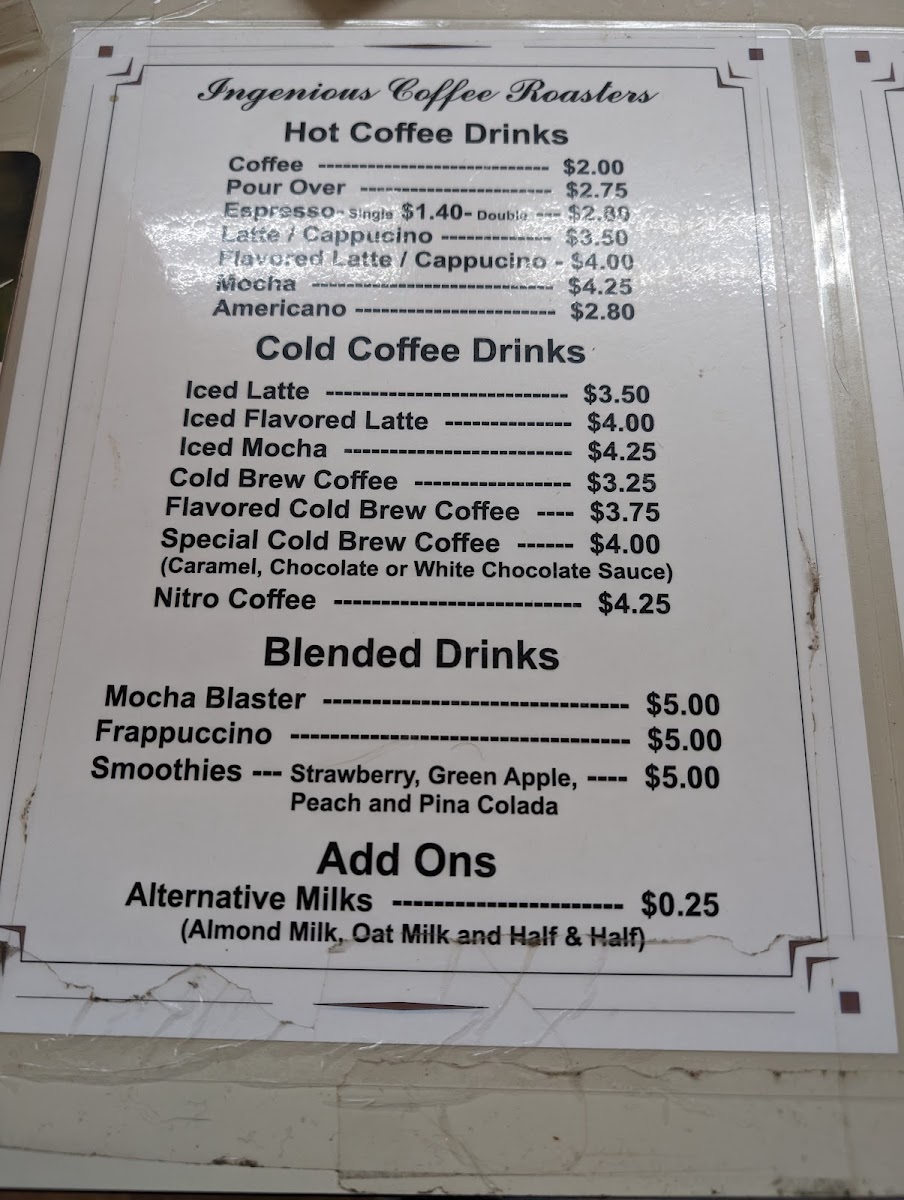 Ingenious Coffee Roasters
Hot Coffee Drinks
Coffee ------------------------------ $2.00
Pour Over ------------------------- $2.75
Espresso- Single $1.40- Double --- $2.80
Latte / Cappucino -------------- $3.50
Flavored Latte / Cappucino - $4.00
Mocha ------------------------------- $4.25
Americano -------------------------- $2.80
Cold Coffee Drinks
Iced Latte ------------------------------ $3.50
Iced Flavored Latte --------------- $4.00
Iced Mocha --------------------------- $4.25
Cold Brew Coffee ----------------- $3.25
Flavored Cold Brew Coffee ---- $3.75
Special Cold Brew Coffee ------ $4.00
(Caramel, Chocolate or White Chocolate Sauce)
Nitro Coffee -------------------------- $4.25
Blended Drinks
Mocha Blaster ------------------------------- $5.00
Frappuccino ----------------------------------- $5.00
Smoothies --- Strawberry, Green Apple, ---- $5.00
Peach and Pina Colada
Add Ons
Alternative Milks ---------------------- $0.25
(Almond Milk, Oat Milk and Half & Half)